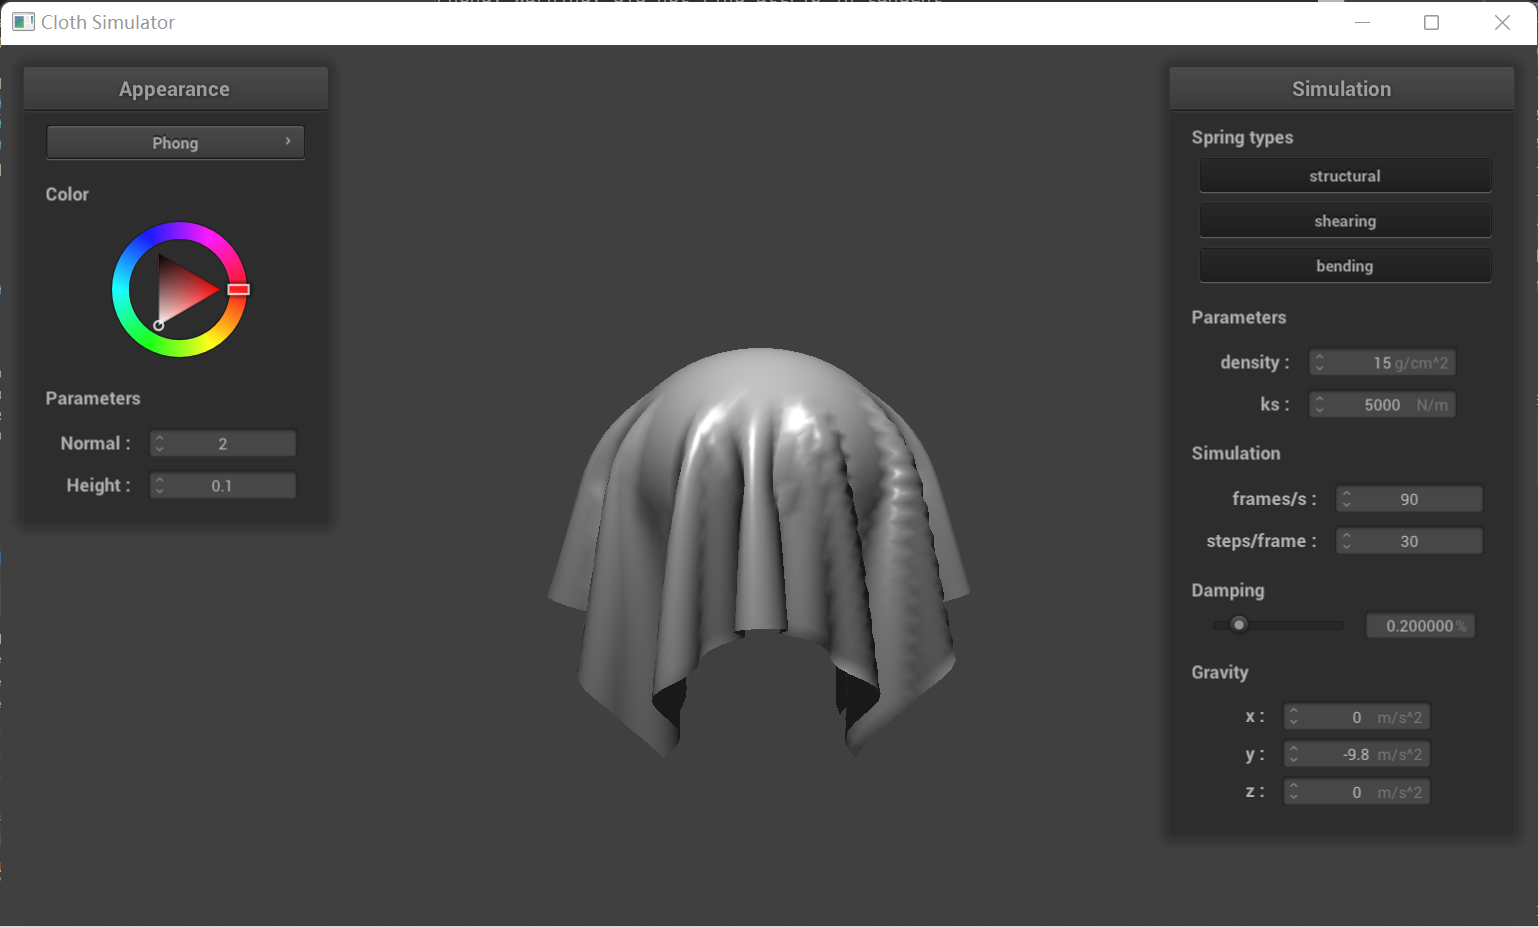 Cloth Simulator
Appearance
Phong
Color
Parameters
Normal : 2
Height : 0.1
Simulation
Spring types
structural
shearing
bending
Parameters
density : 15 g/cm^2
ks : 5000 N/m
Simulation
frames/s : 90
steps/frame : 30
Damping
0.200000 %
Gravity
x : 0 m/s^2
y : -9.8 m/s^2
z : 0 m/s^2